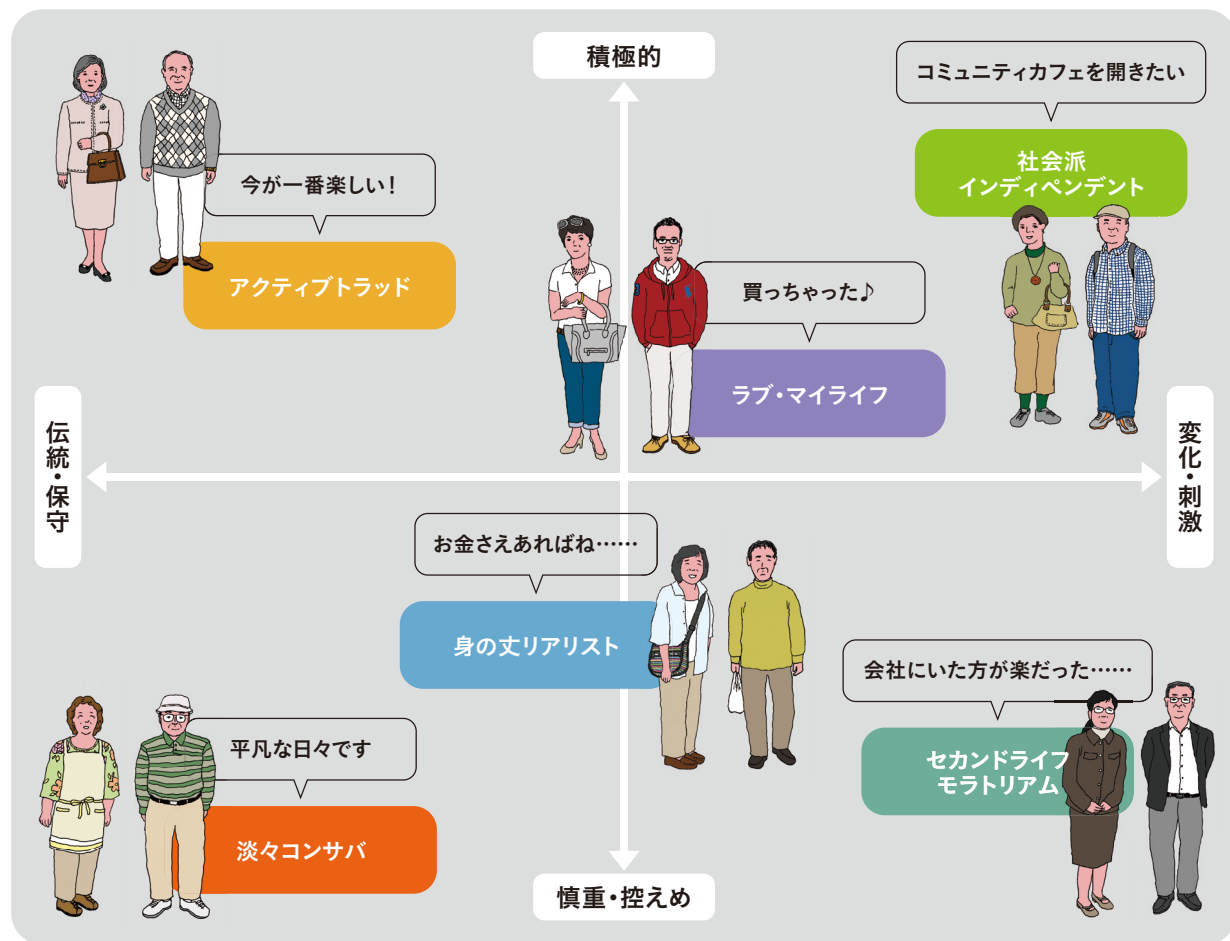 積極的
コミュニティカフェを開きたい
社会派
インディペンデント
今が一番楽しい!
アクティブトラッド
買っちゃった♪
ラブ・マイライフ
伝統・保守
変化・刺激
お金さえあればね……
身の丈リアリスト
会社にいた方が楽だった……
セカンドライフ
モラトリアム
平凡な日々です
淡々コンサバ
慎重・控えめ